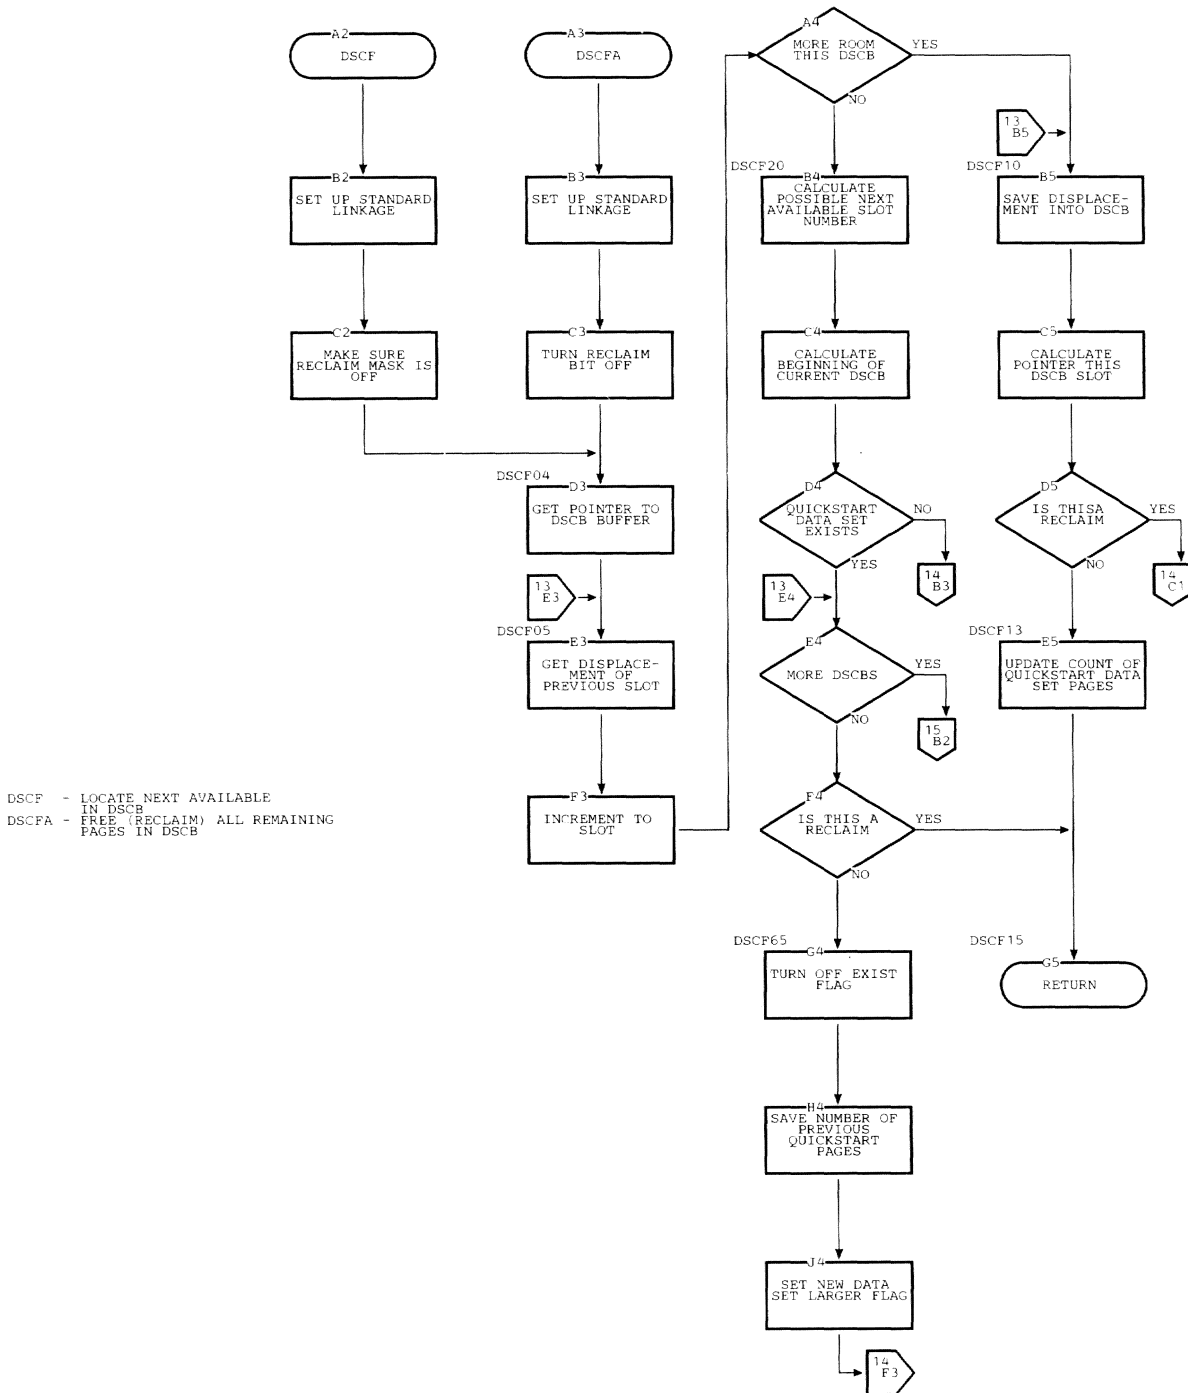 A2
DSCF
A3
DSCFA
A4
MORE ROOM
THIS DSCB
YES
NO
13
B5
B2
SET UP STANDARD
LINKAGE
B3
SET UP STANDARD
LINKAGE
DSCF20
B4
CALCULATE
POSSIBLE NEXT
AVAILABLE SLOT
NUMBER
DSCF10
B5
SAVE DISPLACE-
MENT INTO DSCB
C2
MAKE SURE
RECLAIM MASK IS
OFF
C3
TURN RECLAIM
BIT OFF
C4
CALCULATE
BEGINNING OF
CURRENT DSCB
C5
CALCULATE
POINTER THIS
DSCB SLOT
DSCF04
D3
GET POINTER TO
DSCB BUFFER
D4
QUICKSTART
DATA SET
EXISTS
NO
YES
14
B3
D5
IS THISA
RECLAIM
YES
NO
14
C1
13
E3
13
E4
DSCF05
E3
GET DISPLACE-
MENT OF
PREVIOUS SLOT
E4
MORE DSCBS
YES
NO
15
B2
DSCF13
E5
UPDATE COUNT OF
QUICKSTART DATA
SET PAGES
DSCF - LOCATE NEXT AVAILABLE
IN DSCB
DSCFA - FREE (RECLAIM) ALL REMAINING
PAGES IN DSCB
F3
INCREMENT TO
SLOT
F4
IS THIS A
RECLAIM
YES
NO
DSCF65
G4
TURN OFF EXIST
FLAG
DSCF15
G5
RETURN
H4
SAVE NUMBER OF
PREVIOUS
QUICKSTART
PAGES
J4
SET NEW DATA
SET LARGER FLAG
14
F3